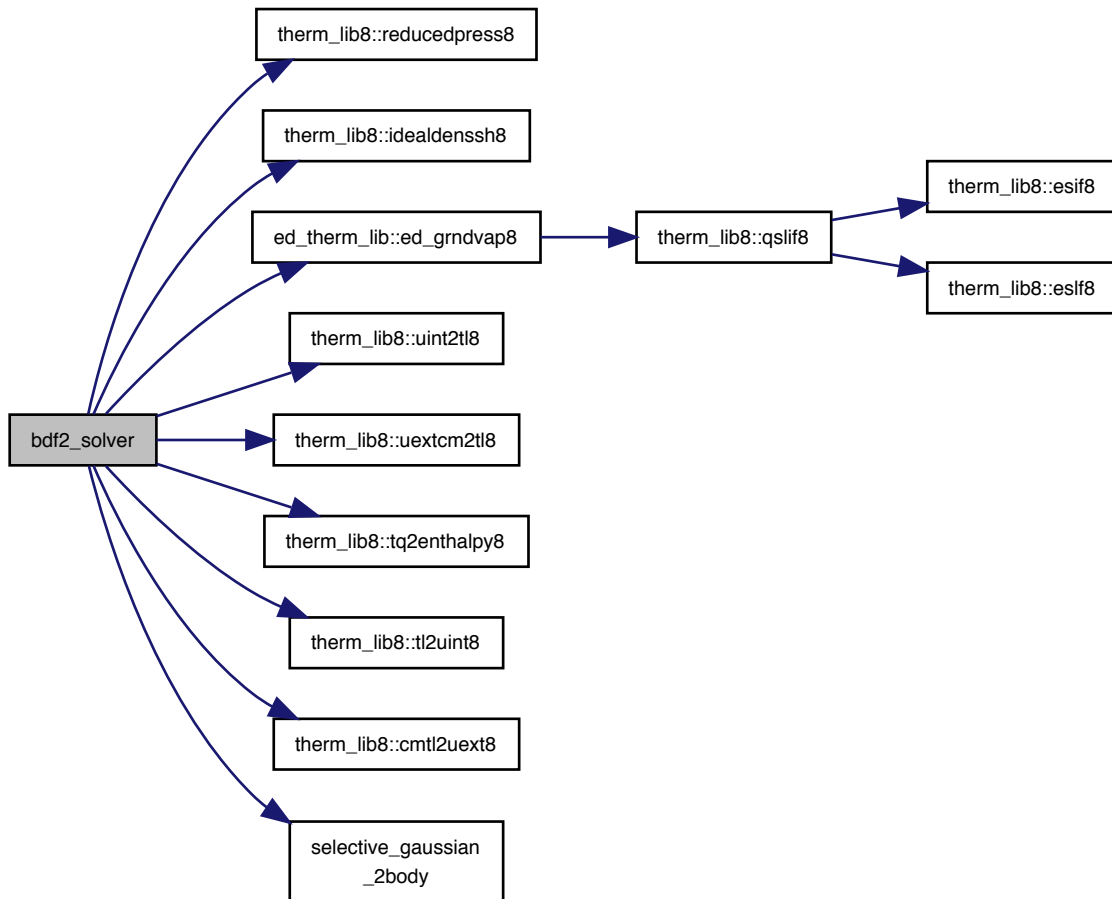 therm_lib8::reducedpress8
therm_lib8::idealdenssh8
therm_lib8::esif8
ed_therm_lib::ed_grndvap8
therm_lib8::qslif8
therm_lib8::eslf8
therm_lib8::uint2tl8
bdf2_solver
therm_lib8::uextcm2tl8
therm_lib8::tq2enthalpy8
therm_lib8::tl2uint8
therm_lib8::cmtl2uext8
selective_gaussian
_2body